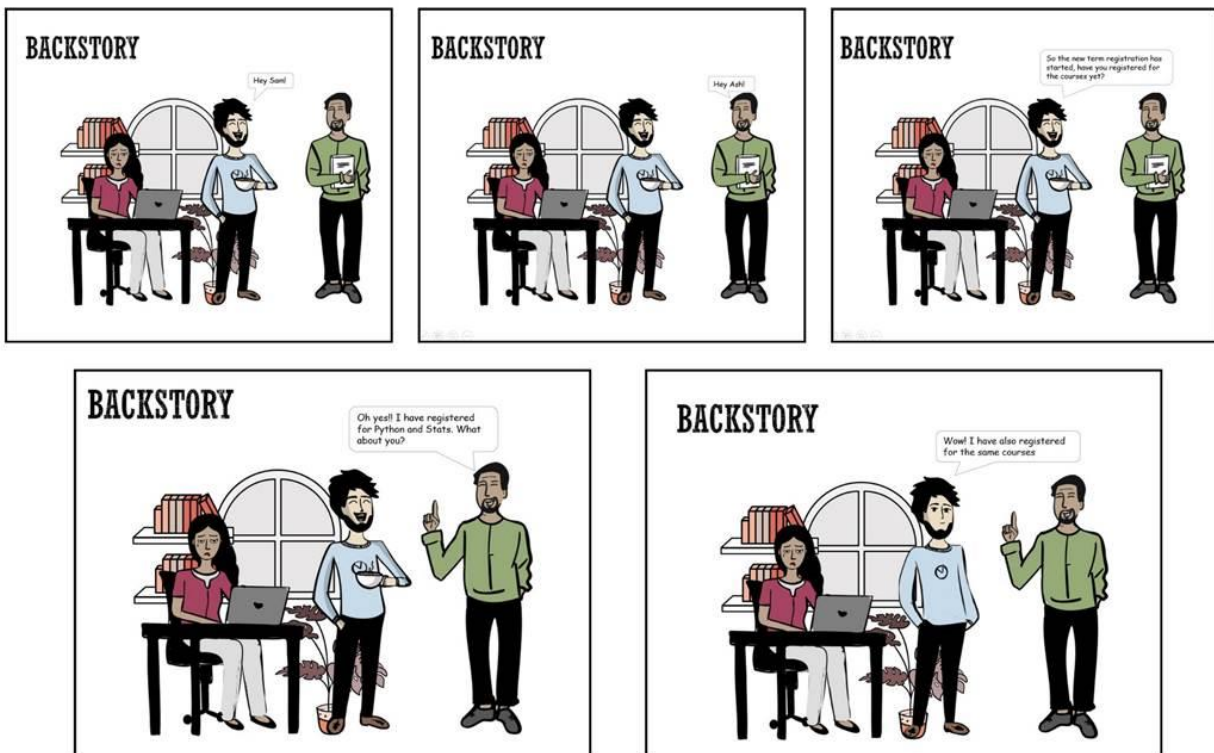 BACKSTORY
Hey Sam!
BACKSTORY
Hey Ash!
BACKSTORY
So the new term registration has
started, have you registered for
the courses yet?
BACKSTORY
Oh yes!! I have registered
for Python and Stats. What
about you?
BACKSTORY
Wow! I have also registered
for the same courses